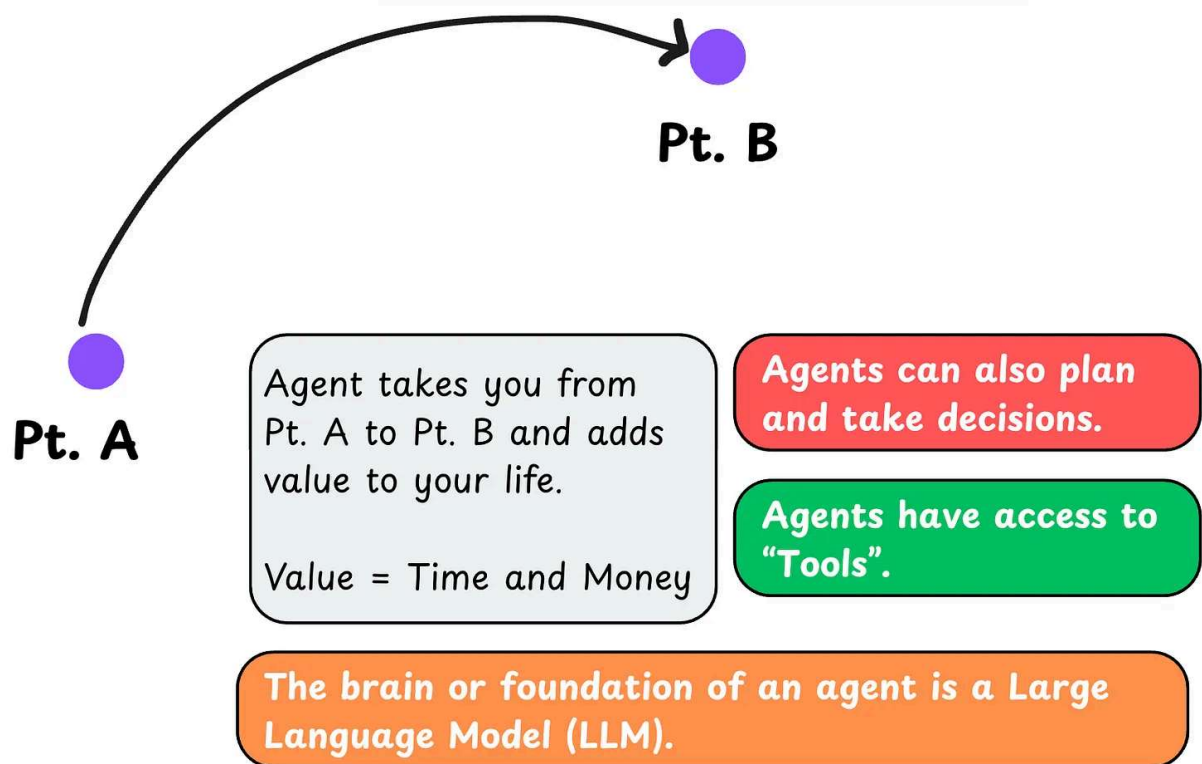 Pt. B
Pt. A
Agent takes you from
Pt. A to Pt. B and adds
value to your life.
Value = Time and Money
Agents can also plan
and take decisions.
Agents have access to
“Tools”.
The brain or foundation of an agent is a Large
Language Model (LLM).